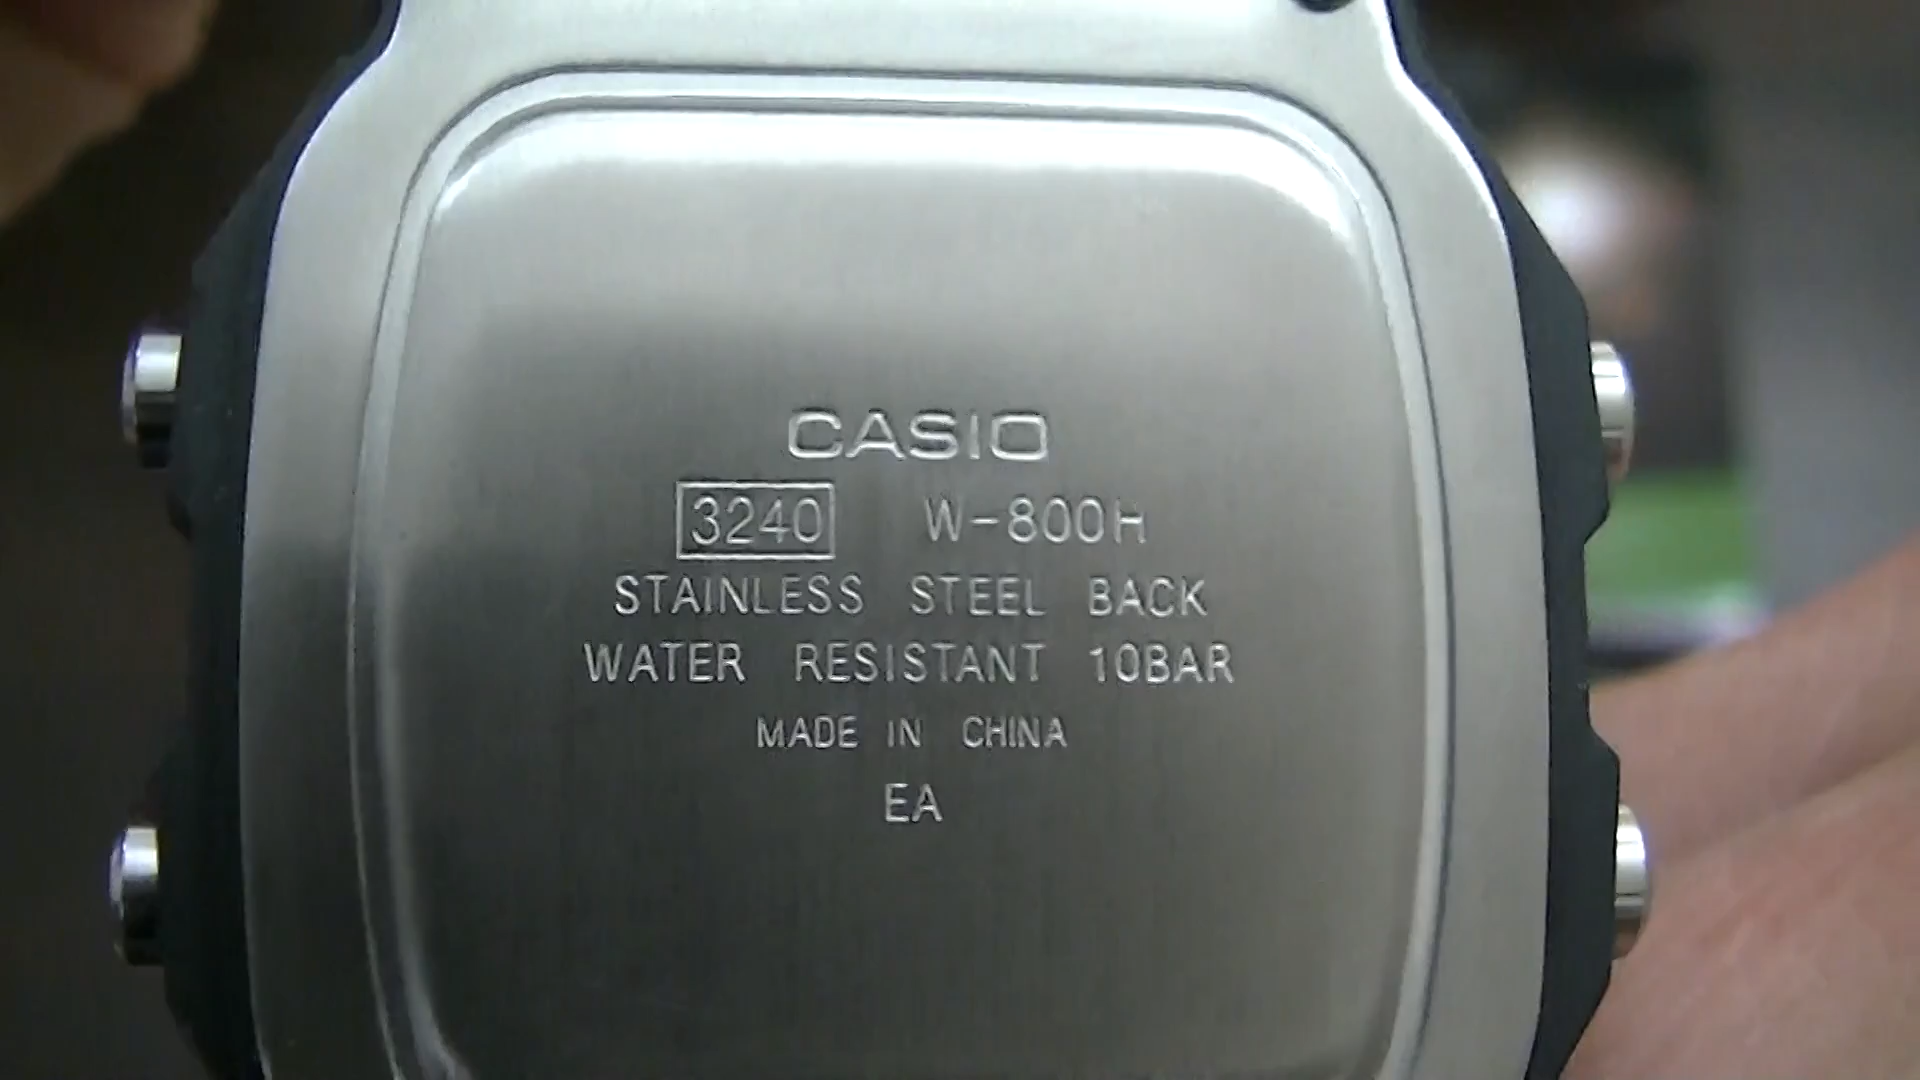 CASIO
3240 W-800H
STAINLESS STEEL BACK
WATER RESISTANT 10BAR
MADE IN CHINA
EA